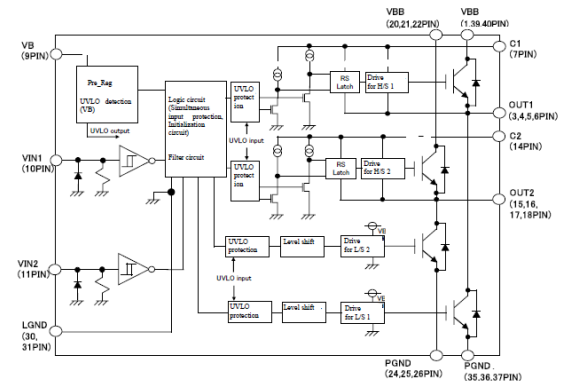 VBB
(20,21,22PIN)
VBB
(1.39.40PIN)
VB
(9PIN)
C1
(7PIN)
Pre_Rag
UVLO detection
(VB)
UVLO output
Logic circuit
(Simultaneous
input protection,
Initialization
circuit)
Filter circuit
UVLO
protect
ion
UVLO input
UVLO
protect
ion
RS
Latoh
Drive
for H/S 1
OUT1
(3,4,5,6PIN)
C2
(14PIN)
VIN1
(10PIN)
RS
Latch
Drive
for H/S 2
OUT2
(15,16,
17,18PIN)
VIN2
(11PIN)
UVLO
protection
Level shift
Drive
for L/S 2
VB
UVLO input
UVLO
protection
Level shift
Drive
for L/S 1
VB
LGND
(30,
31PIN)
PGND
(24,25,26PIN)
PGND.
(35,36,37PIN)